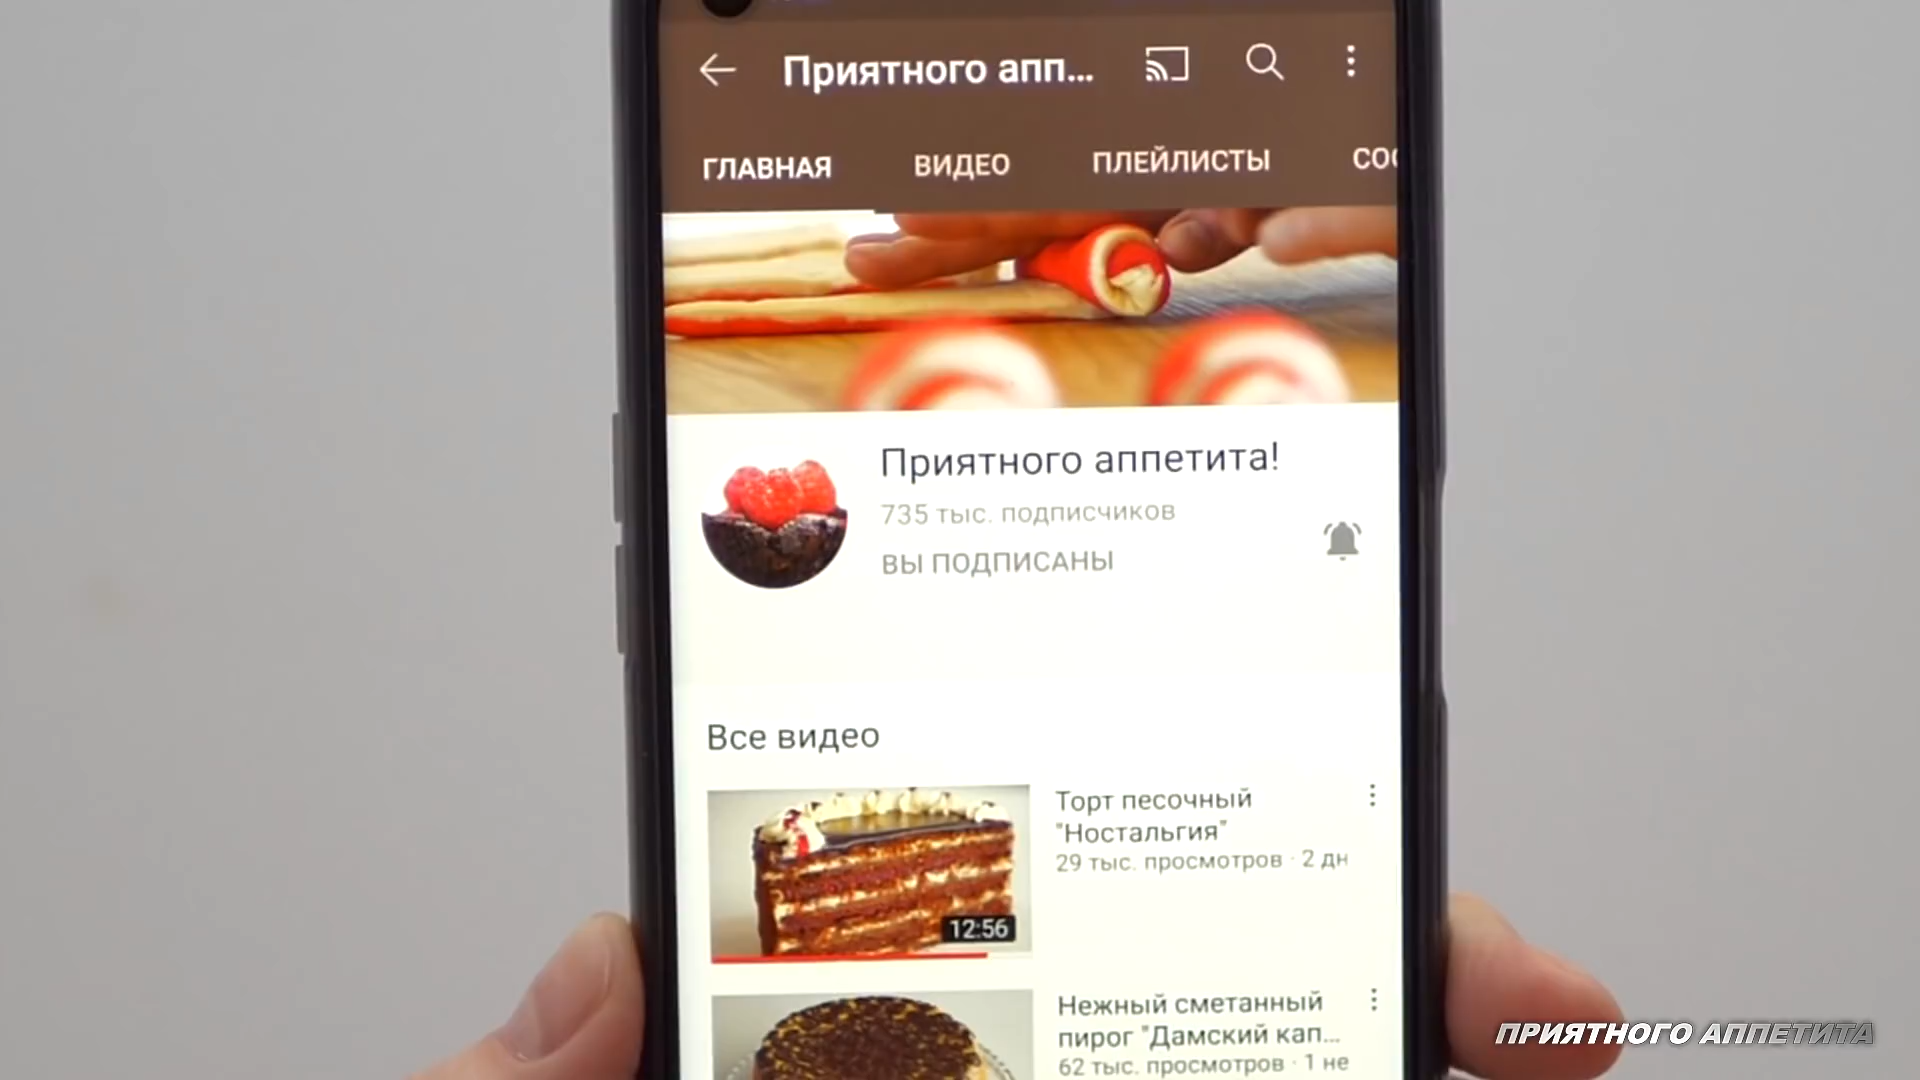 Приятного апп...
ГЛАВНАЯ ВИДЕО ПЛЕЙЛИСТЫ СОО
Приятного аппетита!
735 тыс. подписчиков
ВЫ ПОДПИСАНЫ
Все видео
Торт песочный
"Ностальгия"
29 тыс. просмотров · 2 дн
12:56
Нежный сметанный
пирог "Дамский кап...
62 тыс. просмотров · 1 не
ПРИЯТНОГО АППЕТИТА